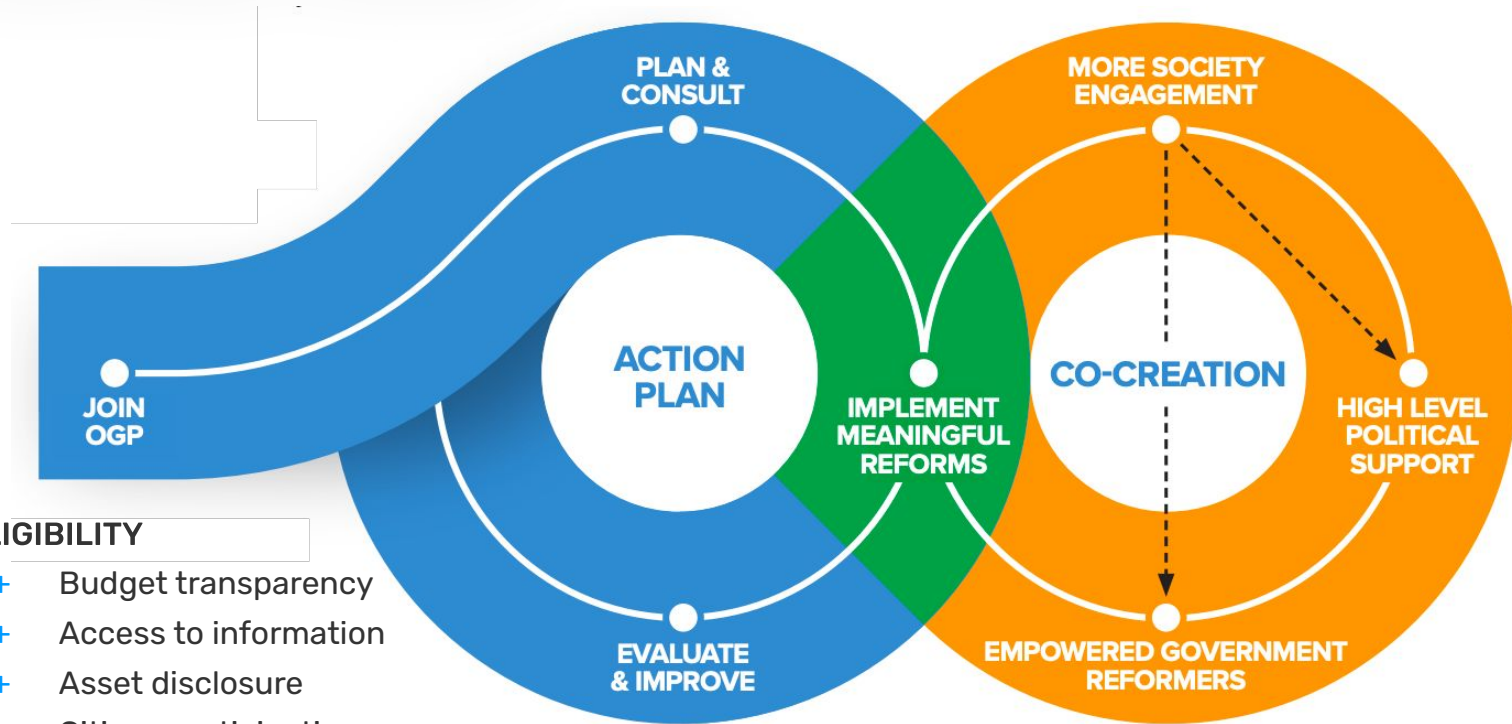 PLAN &
CONSULT
MORE SOCIETY
ENGAGEMENT
ACTION
PLAN
CO-CREATION
JOIN
OGP
IMPLEMENT
MEANINGFUL
REFORMS
HIGH LEVEL
POLITICAL
SUPPORT
EVALUATE
& IMPROVE
EMPOWERED GOVERNMENT
REFORMERS
IGIBILITY
+ Budget transparency
+ Access to information
+ Asset disclosure